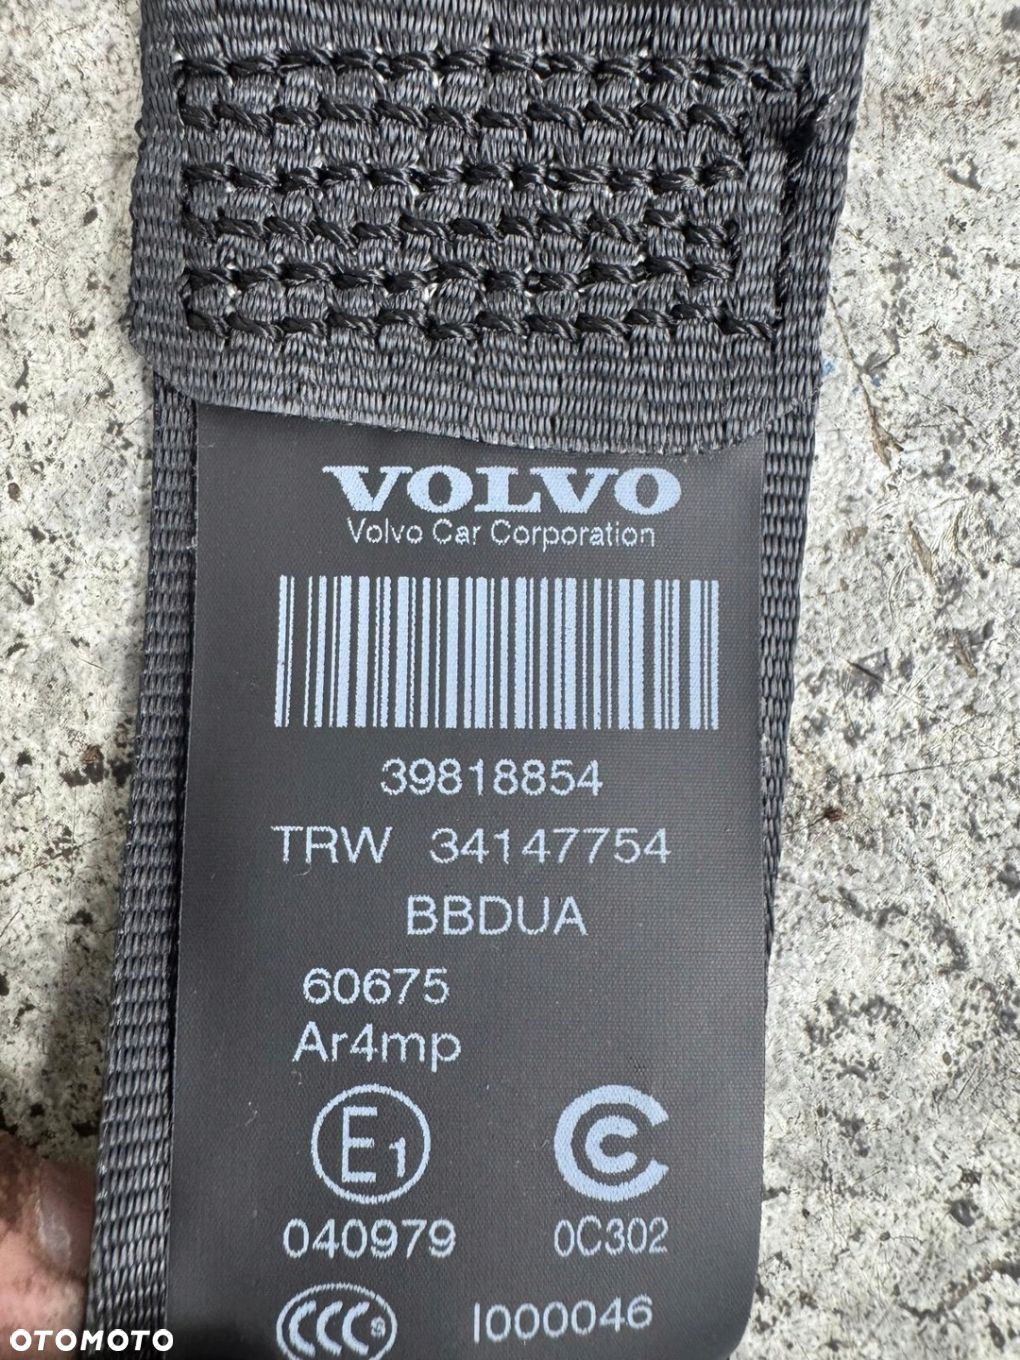 VOLVO
Volvo Car Corporation
39818854
TRW 34147754
BBDUA
60675
Ar4mp
E1
040979
0C302
CCC S
I000046
OTOMOTO